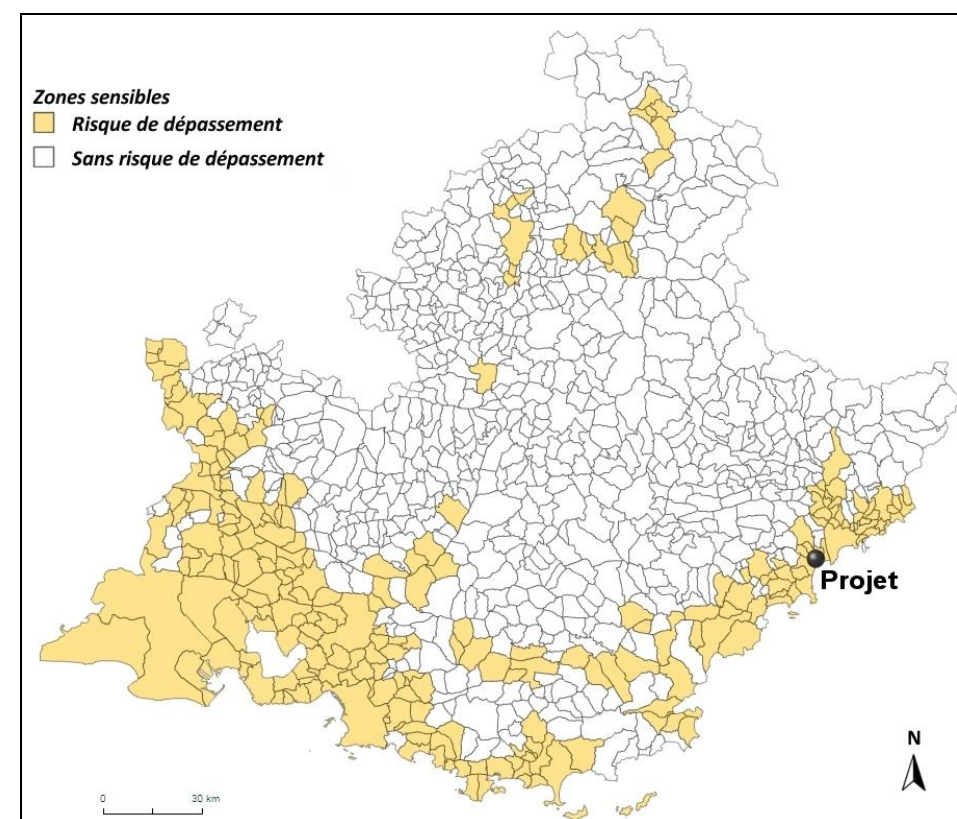 Zones sensibles
Risque de dépassement
Sans risque de dépassement
Projet
N
0 30 km